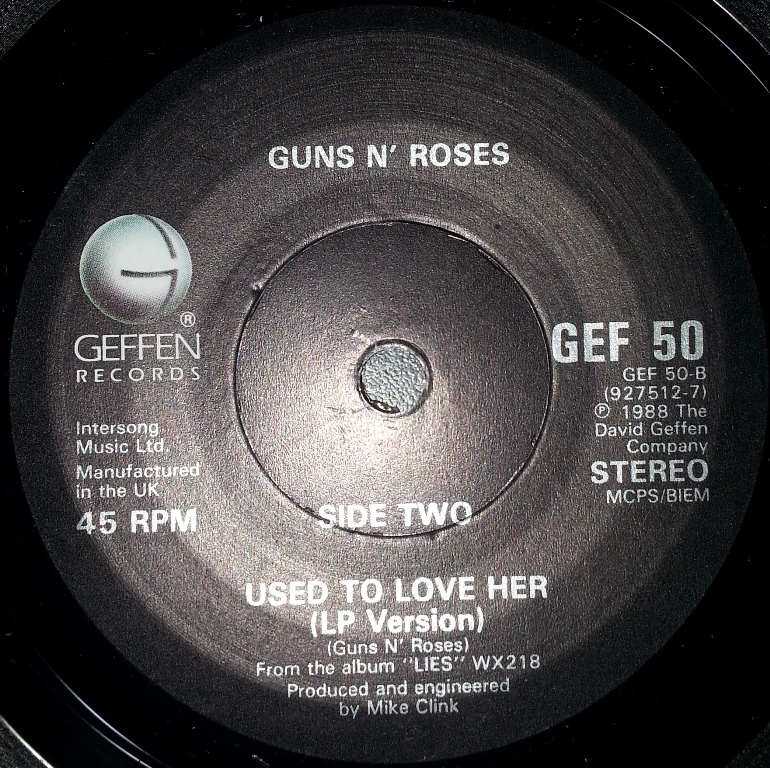 GUNS N' ROSES
G
®
GEFFEN
RECORDS
Intersong
Music Ltd.
Manufactured
in the UK
45 RPM
GEF 50
GEF 50-B
(927512-7)
℗ 1988 The
David Geffen
Company
STEREO
MCPS/BIEM
SIDE TWO
USED TO LOVE HER
(LP Version)
(Guns N' Roses)
From the album "LIES" WX218
Produced and engineered
by Mike Clink